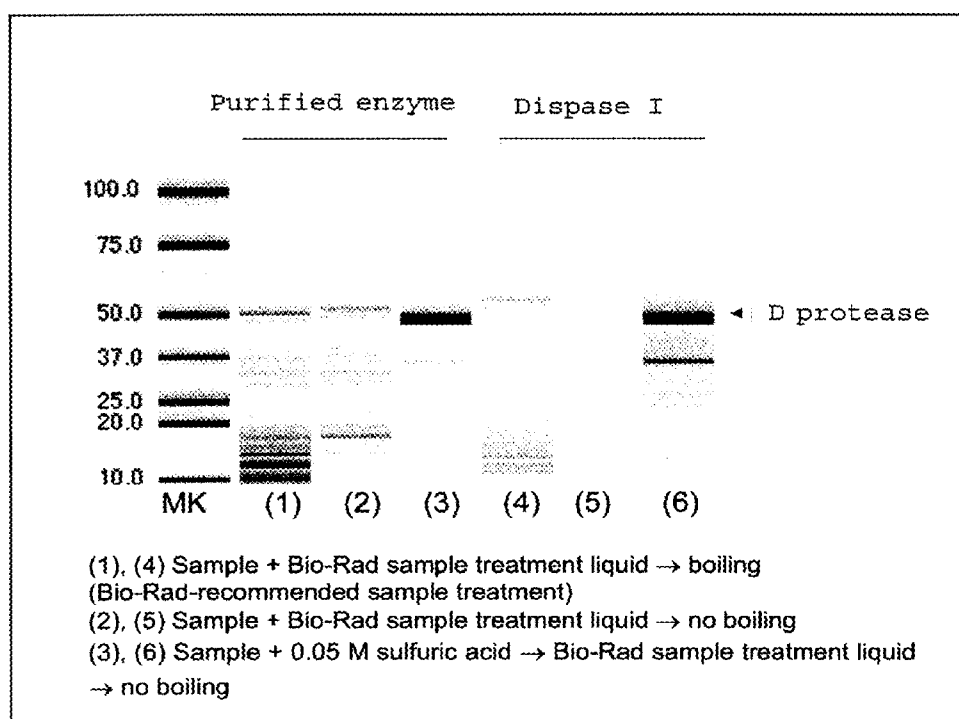 Purified enzyme Dispase I
100.0
75.0
50.0 D protease
37.0
25.0
20.0
10.0
MK (1) (2) (3) (4) (5) (6)
(1), (4) Sample + Bio-Rad sample treatment liquid → boiling
(Bio-Rad-recommended sample treatment)
(2), (5) Sample + Bio-Rad sample treatment liquid → no boiling
(3), (6) Sample + 0.05 M sulfuric acid → Bio-Rad sample treatment liquid
→ no boiling